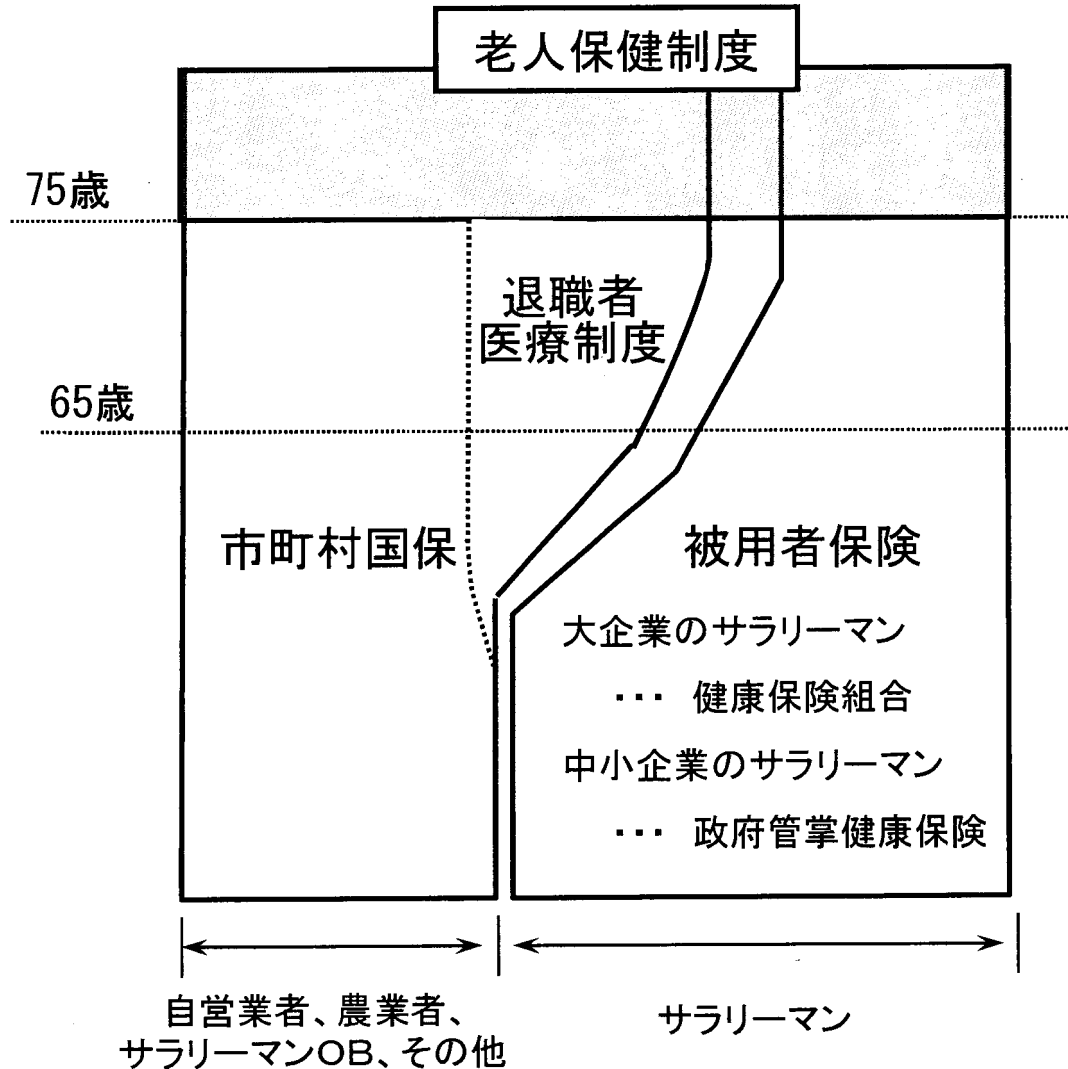 老人保健制度
75歳
退職者
医療制度
65歳
市町村国保
被用者保険
大企業のサラリーマン
・・・ 健康保険組合
中小企業のサラリーマン
・・・ 政府管掌健康保険
自営業者、農業者、
サラリーマンOB、その他
サラリーマン